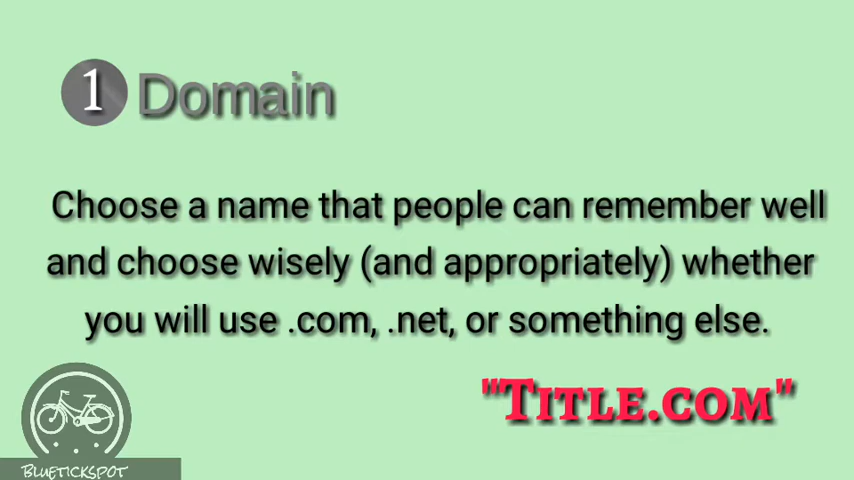 1 Domain
Choose a name that people can remember well
and choose wisely (and appropriately) whether
you will use .com, .net, or something else.
"Title.com"
Bluetickspot